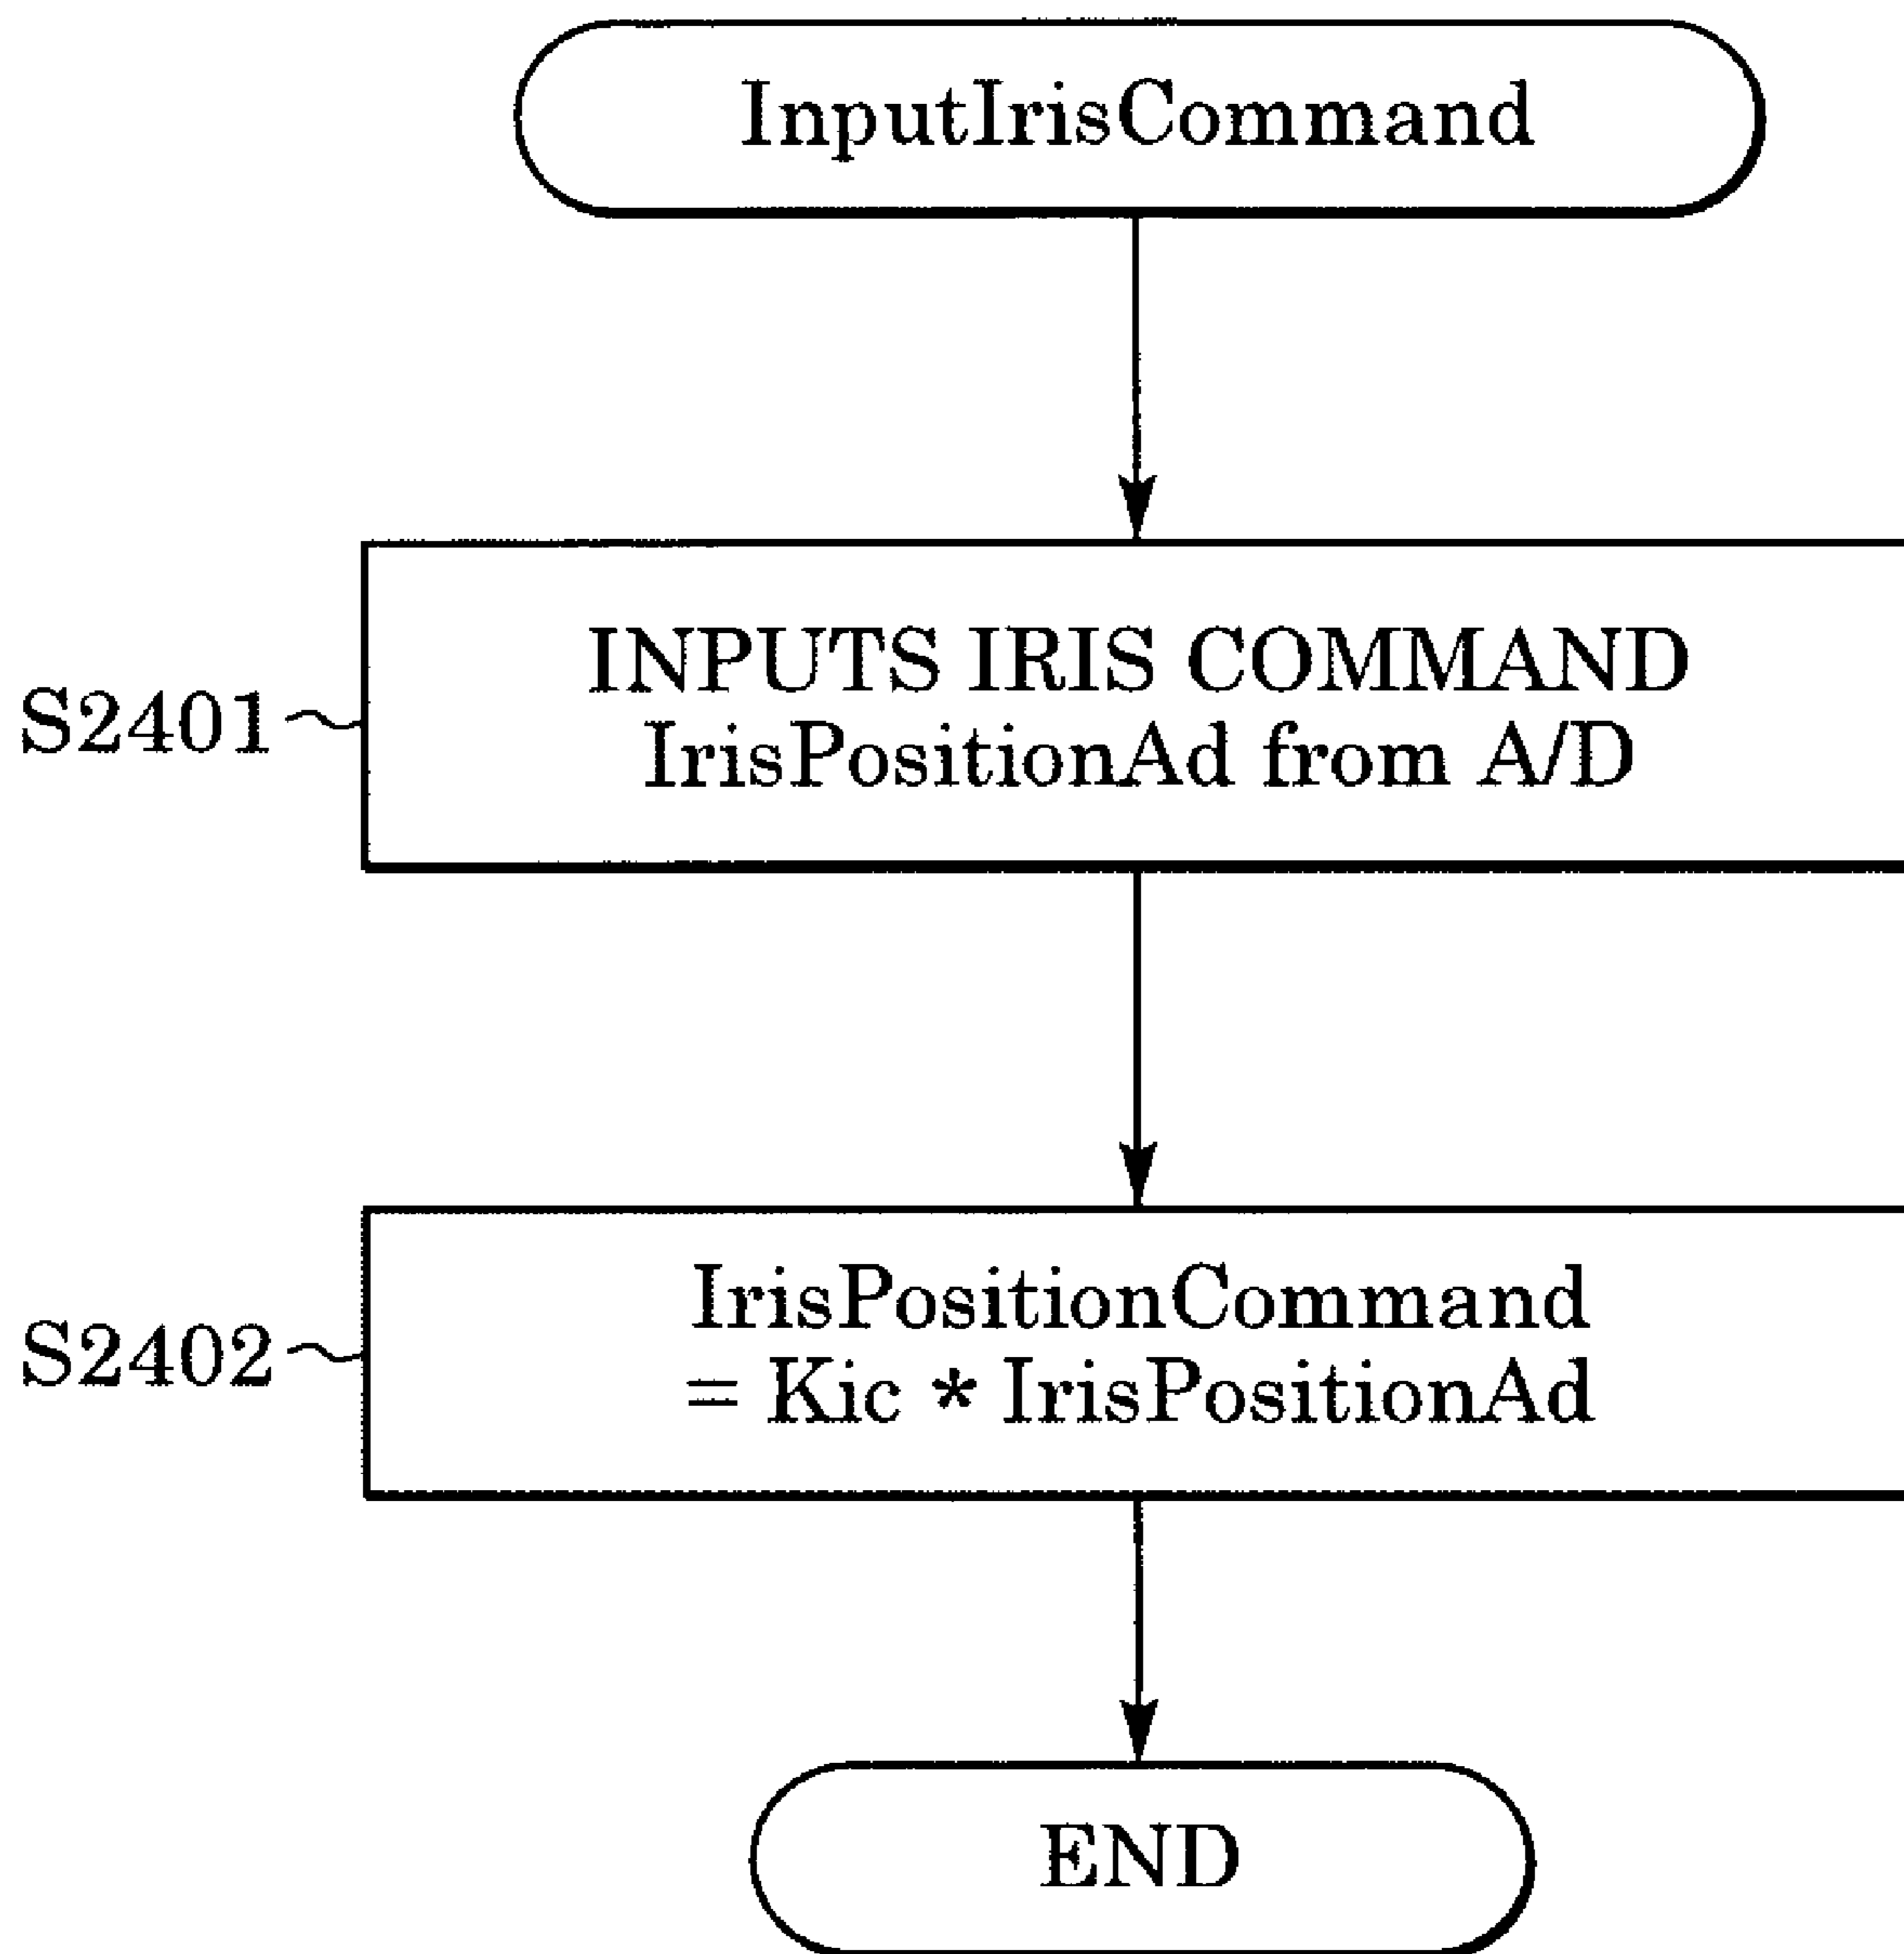 InputIrisCommand
INPUTS IRIS COMMAND
IrisPositionAd from A/D
S2401
IrisPositionCommand
= Kic * IrisPositionAd
S2402
END